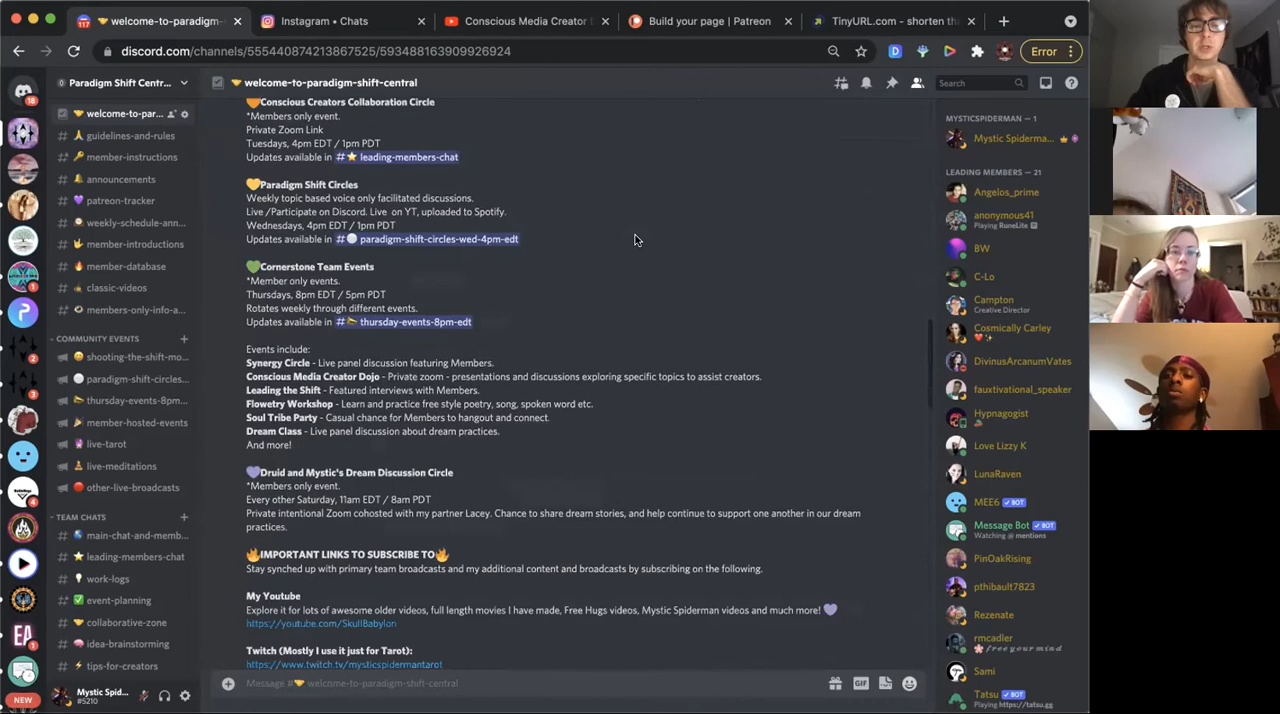 117
welcome-to-paradigm-
Instagram • Chats
Conscious Media Creator
Build your page | Patreon
TinyURL.com - shorten th
discord.com/channels/555440874213867525/593488163909926924
Error
18
Paradigm Shift Centr...
welcome-to-paradigm-shift-central
Search
welcome-to-par...
guidelines-and-rules
member-instructions
announcements
patreon-tracker
weekly-schedule-ann...
member-introductions
member-database
classic-videos
members-only-info-a...
COMMUNITY EVENTS
shooting-the-shift-mo...
paradigm-shift-circles...
thursday-events-8pm...
member-hosted-events
live-tarot
live-meditations
other-live-broadcasts
TEAM CHATS
main-chat-and-memb...
leading-members-chat
work-logs
event-planning
collaborative-zone
idea-brainstorming
tips-for-creators
1
2
3
4
EA
1
NEW
Mystic Spid...
#5210
Conscious Creators Collaboration Circle
*Members only event.
Private Zoom Link
Tuesdays, 4pm EDT / 1pm PDT
Updates available in # leading-members-chat
Paradigm Shift Circles
Weekly topic based voice only facilitated discussions.
Live /Participate on Discord. Live on YT, uploaded to Spotify.
Wednesdays, 4pm EDT / 1pm PDT
Updates available in # paradigm-shift-circles-wed-4pm-edt
Cornerstone Team Events
*Member only events.
Thursdays, 8pm EDT / 5pm PDT
Rotates weekly through different events.
Updates available in # thursday-events-8pm-edt
Events include:
Synergy Circle - Live panel discussion featuring Members.
Conscious Media Creator Dojo - Private zoom - presentations and discussions exploring specific topics to assist creators.
Leading the Shift - Featured interviews with Members.
Flowetry Workshop - Learn and practice free style poetry, song, spoken word etc.
Soul Tribe Party - Casual chance for Members to hangout and connect.
Dream Class - Live panel discussion about dream practices.
And more!
Druid and Mystic's Dream Discussion Circle
*Members only event.
Every other Saturday, 11am EDT / 8am PDT
Private intentional Zoom cohosted with my partner Lacey. Chance to share dream stories, and help continue to support one another in our dream
practices.
IMPORTANT LINKS TO SUBSCRIBE TO
Stay synched up with primary team broadcasts and my additional content and broadcasts by subscribing on the following.
My Youtube
Explore it for lots of awesome older videos, full length movies I have made, Free Hugs videos, Mystic Spiderman videos and much more!
https://youtube.com/SkullBabylon
Twitch (Mostly I use it just for Tarot):
https://www.twitch.tv/mysticspidermantarot
Message # welcome-to-paradigm-shift-central
GIF
MYSTICSPIDERMAN — 1
Mystic Spiderma...
LEADING MEMBERS — 21
Angelos_prime
anonymous41
Playing RuneLite
BW
C-Lo
Campton
Creative Director
Cosmically Carley
DivinusArcanumVates
fauxtivational_speaker
Hypnagogist
Love Lizzy K
LunaRaven
MEE6 BOT
Message Bot BOT
Watching @ mentions
PinOakRising
pthibault7823
Rezenate
rmcadler
free your mind
Sami
Tatsu BOT
Playing https://tatsu.gg